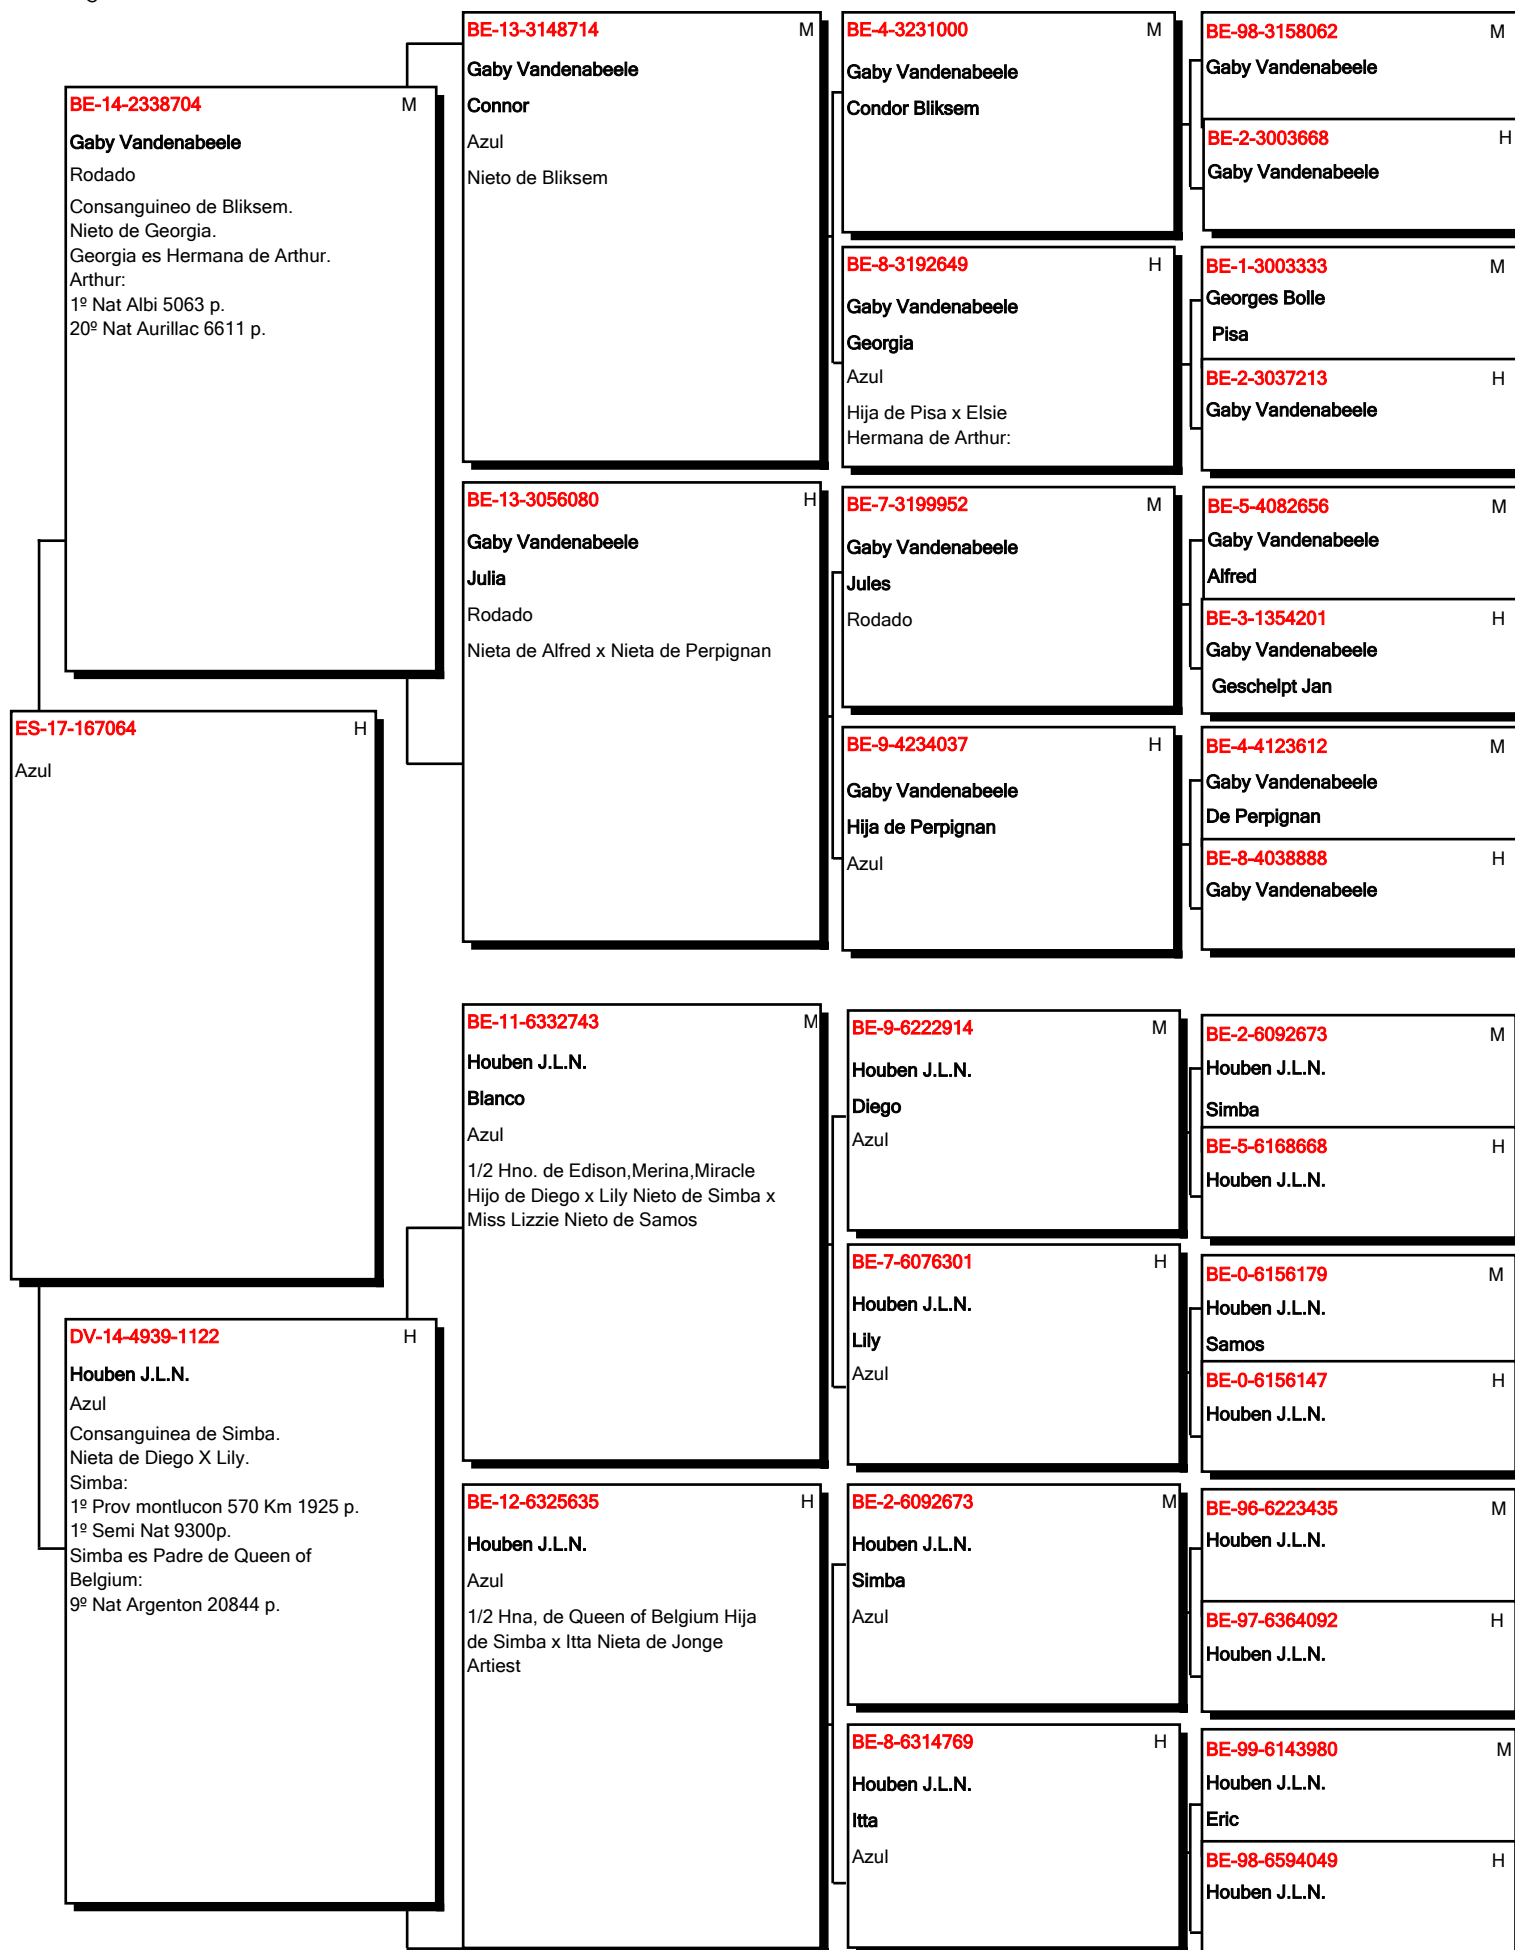 BE-14-2338704 M
Gaby Vandenabeele
Rodado
Consanguineo de Bliksem.
Nieto de Georgia.
Georgia es Hermana de Arthur.
Arthur:
1º Nat Albi 5063 p.
20º Nat Aurillac 6611 p.
ES-17-167064 H
Azul
DV-14-4939-1122 H
Houben J.L.N.
Azul
Consanguinea de Simba.
Nieta de Diego X Lily.
Simba:
1º Prov montlucon 570 Km 1925 p.
1º Semi Nat 9300p.
Simba es Padre de Queen of
Belgium:
9º Nat Argenton 20844 p.
BE-13-3148714 M
Gaby Vandenabeele
Connor
Azul
Nieto de Bliksem
BE-13-3056080 H
Gaby Vandenabeele
Julia
Rodado
Nieta de Alfred x Nieta de Perpignan
BE-11-6332743 M
Houben J.L.N.
Blanco
Azul
1/2 Hno. de Edison,Merina,Miracle
Hijo de Diego x Lily Nieto de Simba x
Miss Lizzie Nieto de Samos
BE-12-6325635 H
Houben J.L.N.
Azul
1/2 Hna, de Queen of Belgium Hija
de Simba x Itta Nieta de Jonge
Artiest
BE-4-3231000 M
Gaby Vandenabeele
Condor Bliksem
BE-8-3192649 H
Gaby Vandenabeele
Georgia
Azul
Hija de Pisa x Elsie
Hermana de Arthur:
BE-7-3199952 M
Gaby Vandenabeele
Jules
Rodado
BE-9-4234037 H
Gaby Vandenabeele
Hija de Perpignan
Azul
BE-9-6222914 M
Houben J.L.N.
Diego
Azul
BE-7-6076301 H
Houben J.L.N.
Lily
Azul
BE-2-6092673 M
Houben J.L.N.
Simba
Azul
BE-8-6314769 H
Houben J.L.N.
Itta
Azul
BE-98-3158062 M
Gaby Vandenabeele
BE-2-3003668 H
Gaby Vandenabeele
BE-1-3003333 M
Georges Bolle
Pisa
BE-2-3037213 H
Gaby Vandenabeele
BE-5-4082656 M
Gaby Vandenabeele
Alfred
BE-3-1354201 H
Gaby Vandenabeele
Geschelpt Jan
BE-4-4123612 M
Gaby Vandenabeele
De Perpignan
BE-8-4038888 H
Gaby Vandenabeele
BE-2-6092673 M
Houben J.L.N.
Simba
BE-5-6168668 H
Houben J.L.N.
BE-0-6156179 M
Houben J.L.N.
Samos
BE-0-6156147 H
Houben J.L.N.
BE-96-6223435 M
Houben J.L.N.
BE-97-6364092 H
Houben J.L.N.
BE-99-6143980 M
Houben J.L.N.
Eric
BE-98-6594049 H
Houben J.L.N.